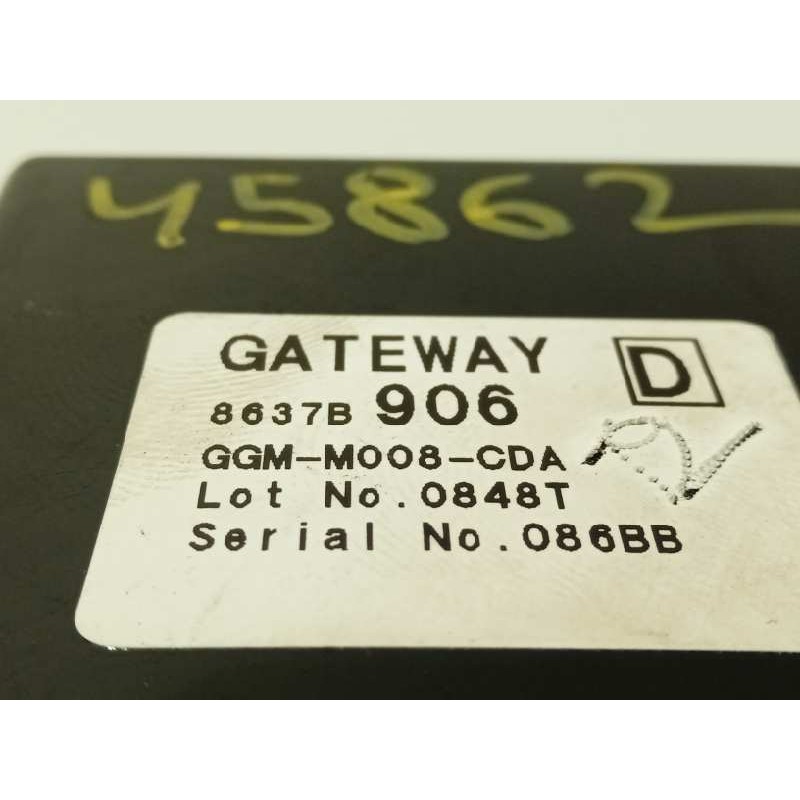 45862
GATEWAY D
8637B 906
GGM-M008-CDA
Lot No.0848T
Serial No.086BB